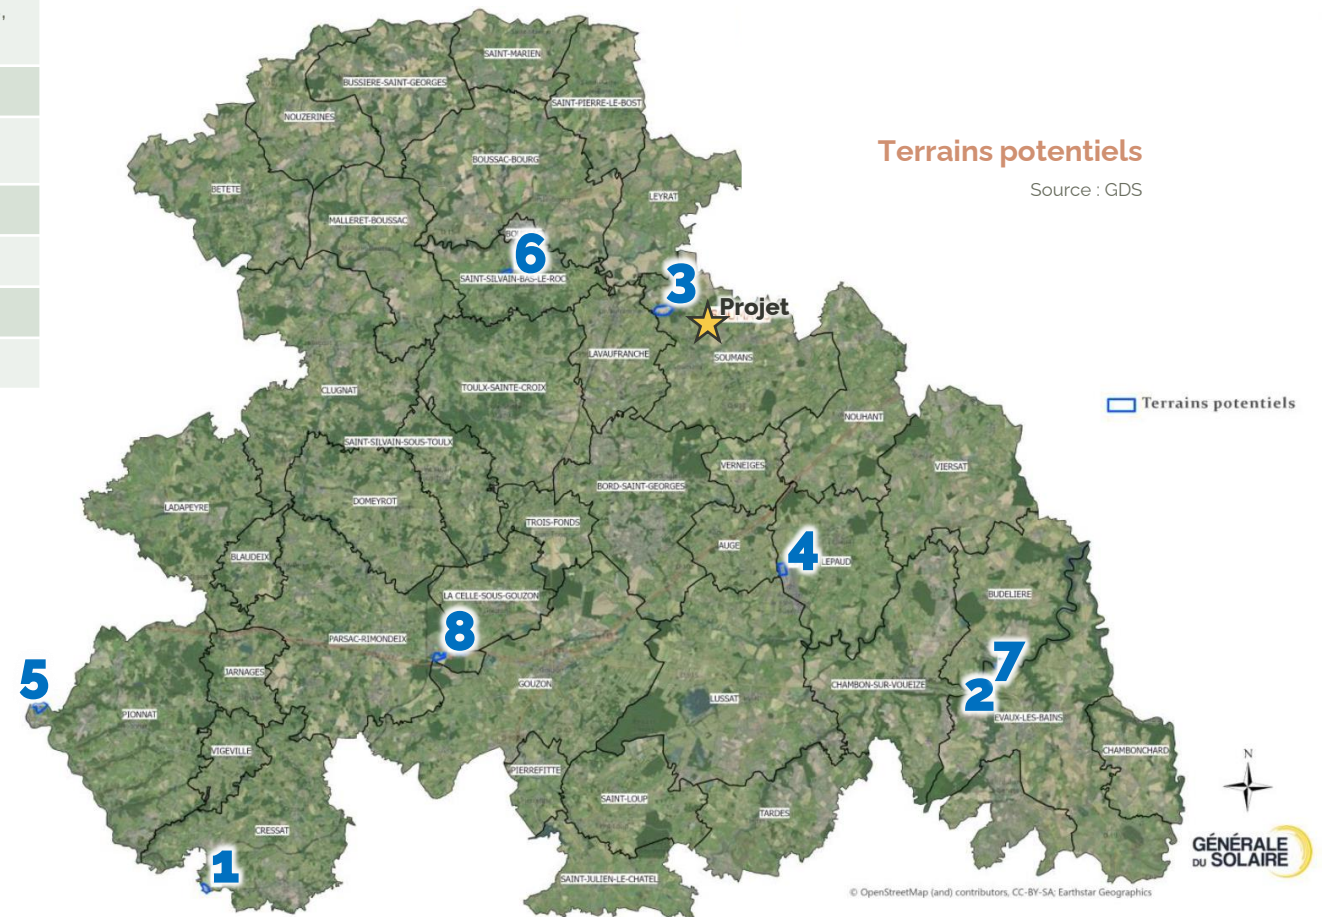 ,
SAINT-MARIEN
BUSSIERE-SAINT-GEORGES
SAINT-PIERRE-LE-BOST
NOUZERINES
Terrains potentiels
BOUSSAC-BOURG
Source : GDS
BETETE
LEYRAT
MALLERET-BOUSSAC
6
SAINT-SILVAIN-BAS-LE-ROC
3
Projet
LAVAUFRANCHE
SOUMANS
TOULX-SAINTE-CROIX
CLUGNAT
Terrains potentiels
NOUHANT
SAINT-SILVAIN-SOUS-TOULX
VERNEIGES
VIERSAT
BORD-SAINT-GEORGES
DOMEYROT
LADAPEYRE
TROIS-FONDS
AUGE
4
LEPAUD
BLAUDEIX
LA CELLE-SOUS-GOUZON
BUDELIERE
8
PARSAC-RIMONDEIX
7
JARNAGES
5
GOUZON
CHAMBON-SUR-VOUEIZE
2
LUSSAT
PIONNAT
EVAUX-LES-BAINS
VIGEVILLE
CHAMBONCHARD
N
PIERREFITTE
SAINT-LOUP
TARDES
CRESSAT
GÉNÉRALE
DU SOLAIRE
1
SAINT-JULIEN-LE-CHATEL
© OpenStreetMap (and) contributors, CC-BY-SA; Earthstar Geographics